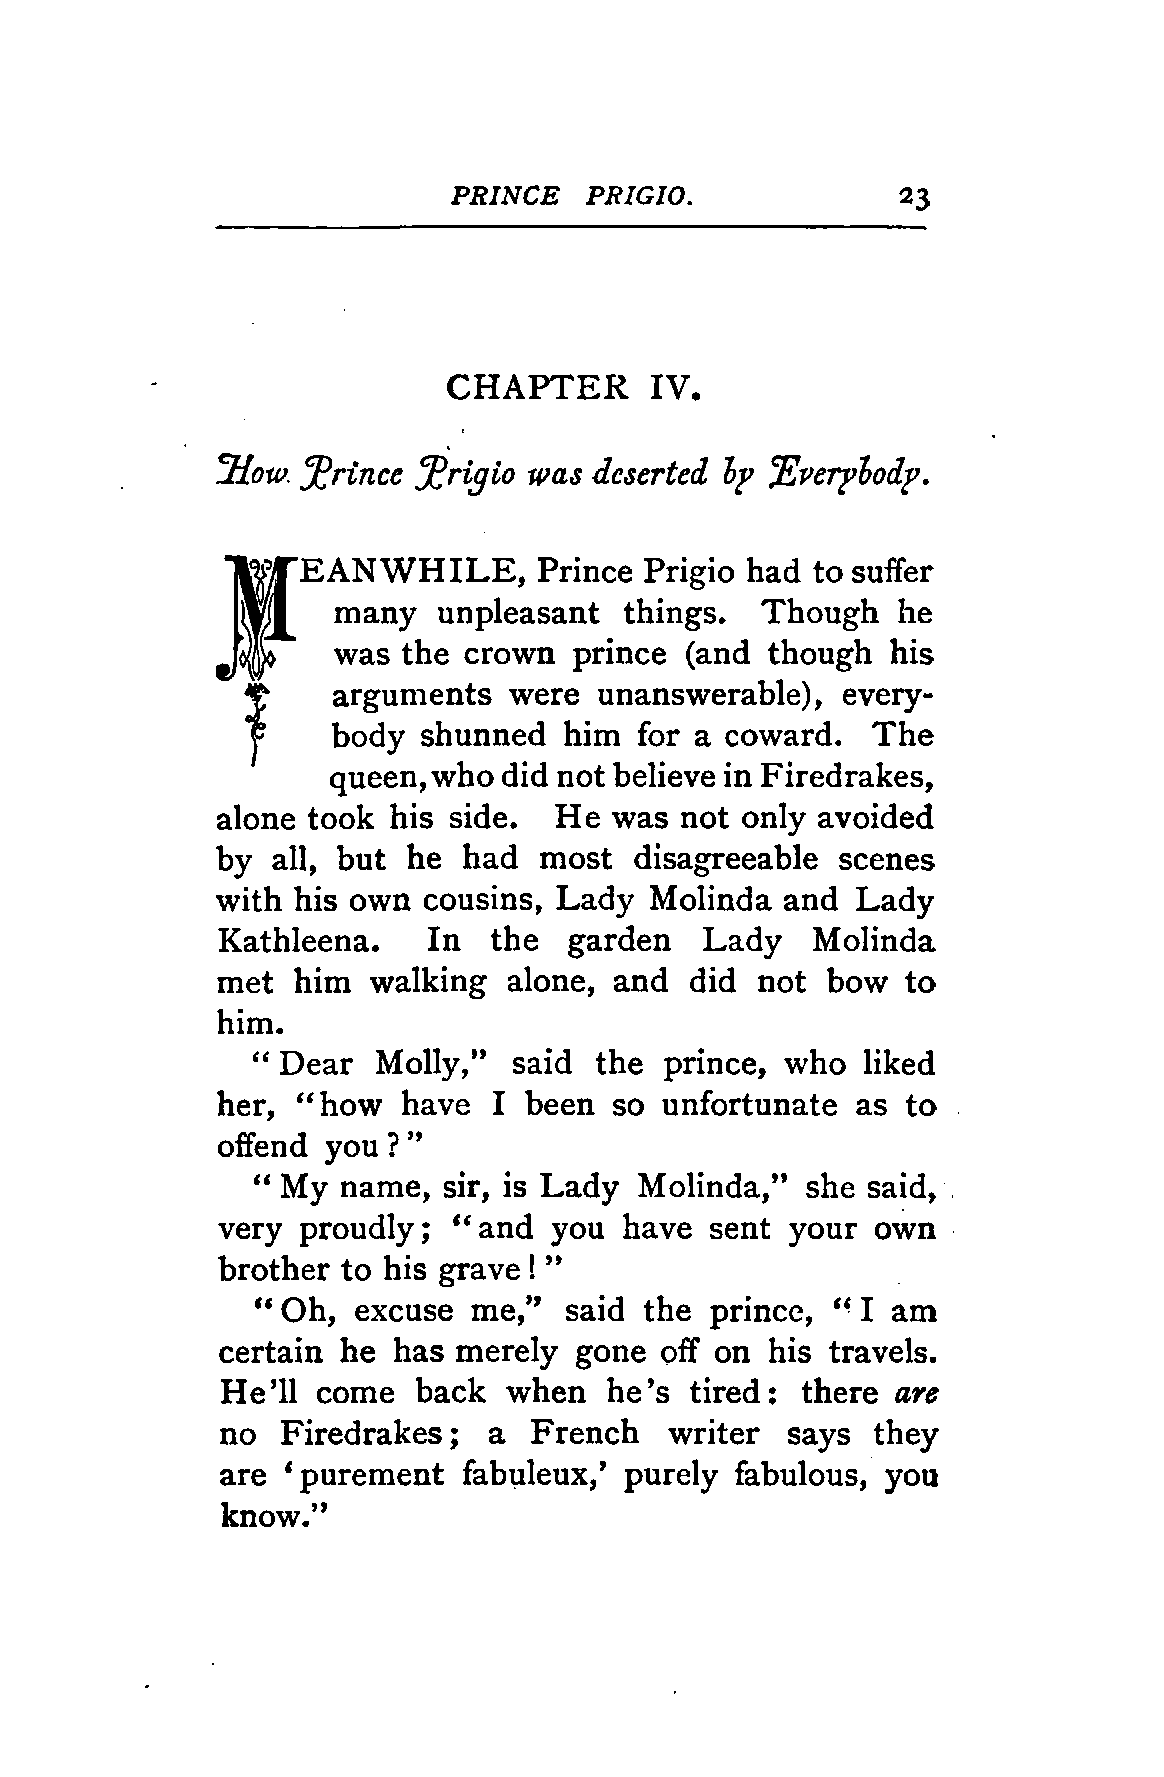 PRINCE PRIGIO. 23
CHAPTER IV.
How Prince Prigio was deserted by Everybody.
MEANWHILE, Prince Prigio had to suffer
many unpleasant things. Though he
was the crown prince (and though his
arguments were unanswerable), every-
body shunned him for a coward. The
queen, who did not believe in Firedrakes,
alone took his side. He was not only avoided
by all, but he had most disagreeable scenes
with his own cousins, Lady Molinda and Lady
Kathleena. In the garden Lady Molinda
met him walking alone, and did not bow to
him.
"Dear Molly," said the prince, who liked
her, "how have I been so unfortunate as to
offend you?"
"My name, sir, is Lady Molinda," she said,
very proudly; "and you have sent your own
brother to his grave!"
"Oh, excuse me," said the prince, "I am
certain he has merely gone off on his travels.
He'll come back when he's tired: there are
no Firedrakes; a French writer says they
are 'purement fabuleux,' purely fabulous, you
know."